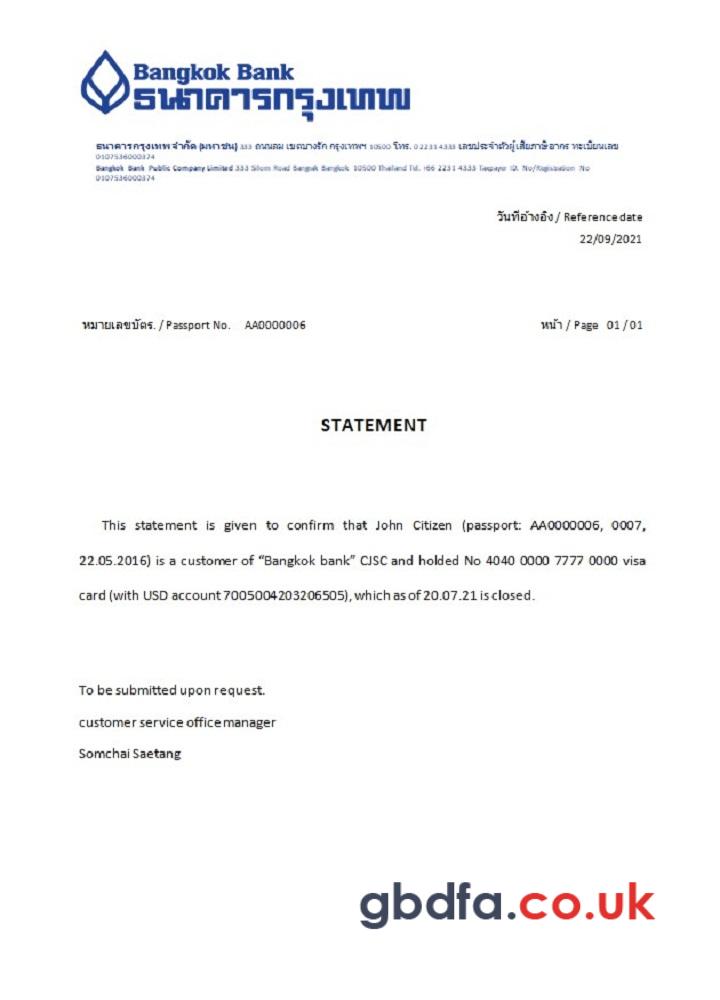 Bangkok Bank
ธนาคารกรุงเทพ
ธนาคารกรุงเทพ จำกัด (มหาชน) 333 ถนนสีลม เขตบางรัก กรุงเทพฯ 10500 โทร. 0 2231 4333 เลขประจำตัวผู้เสียภาษีอากร ทะเบียนเลข
0107536000374
Bangkok Bank Public Company Limited 333 Silom Road Bangrak Bangkok 10500 Thailand Tel. +66 2231 4333 Taxpayer ID. No/Registration No
0107536000374
วันที่อ้างอิง / Reference date
22/09/2021
หมายเลขบัตร. / Passport No. AA0000006
หน้า / Page 01 / 01
STATEMENT
This statement is given to confirm that John Citizen (passport: AA0000006, 0007,
22.05.2016) is a customer of “Bangkok bank” CJSC and holded No 4040 0000 7777 0000 visa
card (with USD account 7005004203206505), which as of 20.07.21 is closed.
To be submitted upon request.
customer service office manager
Somchai Saetang
gbdfa.co.uk